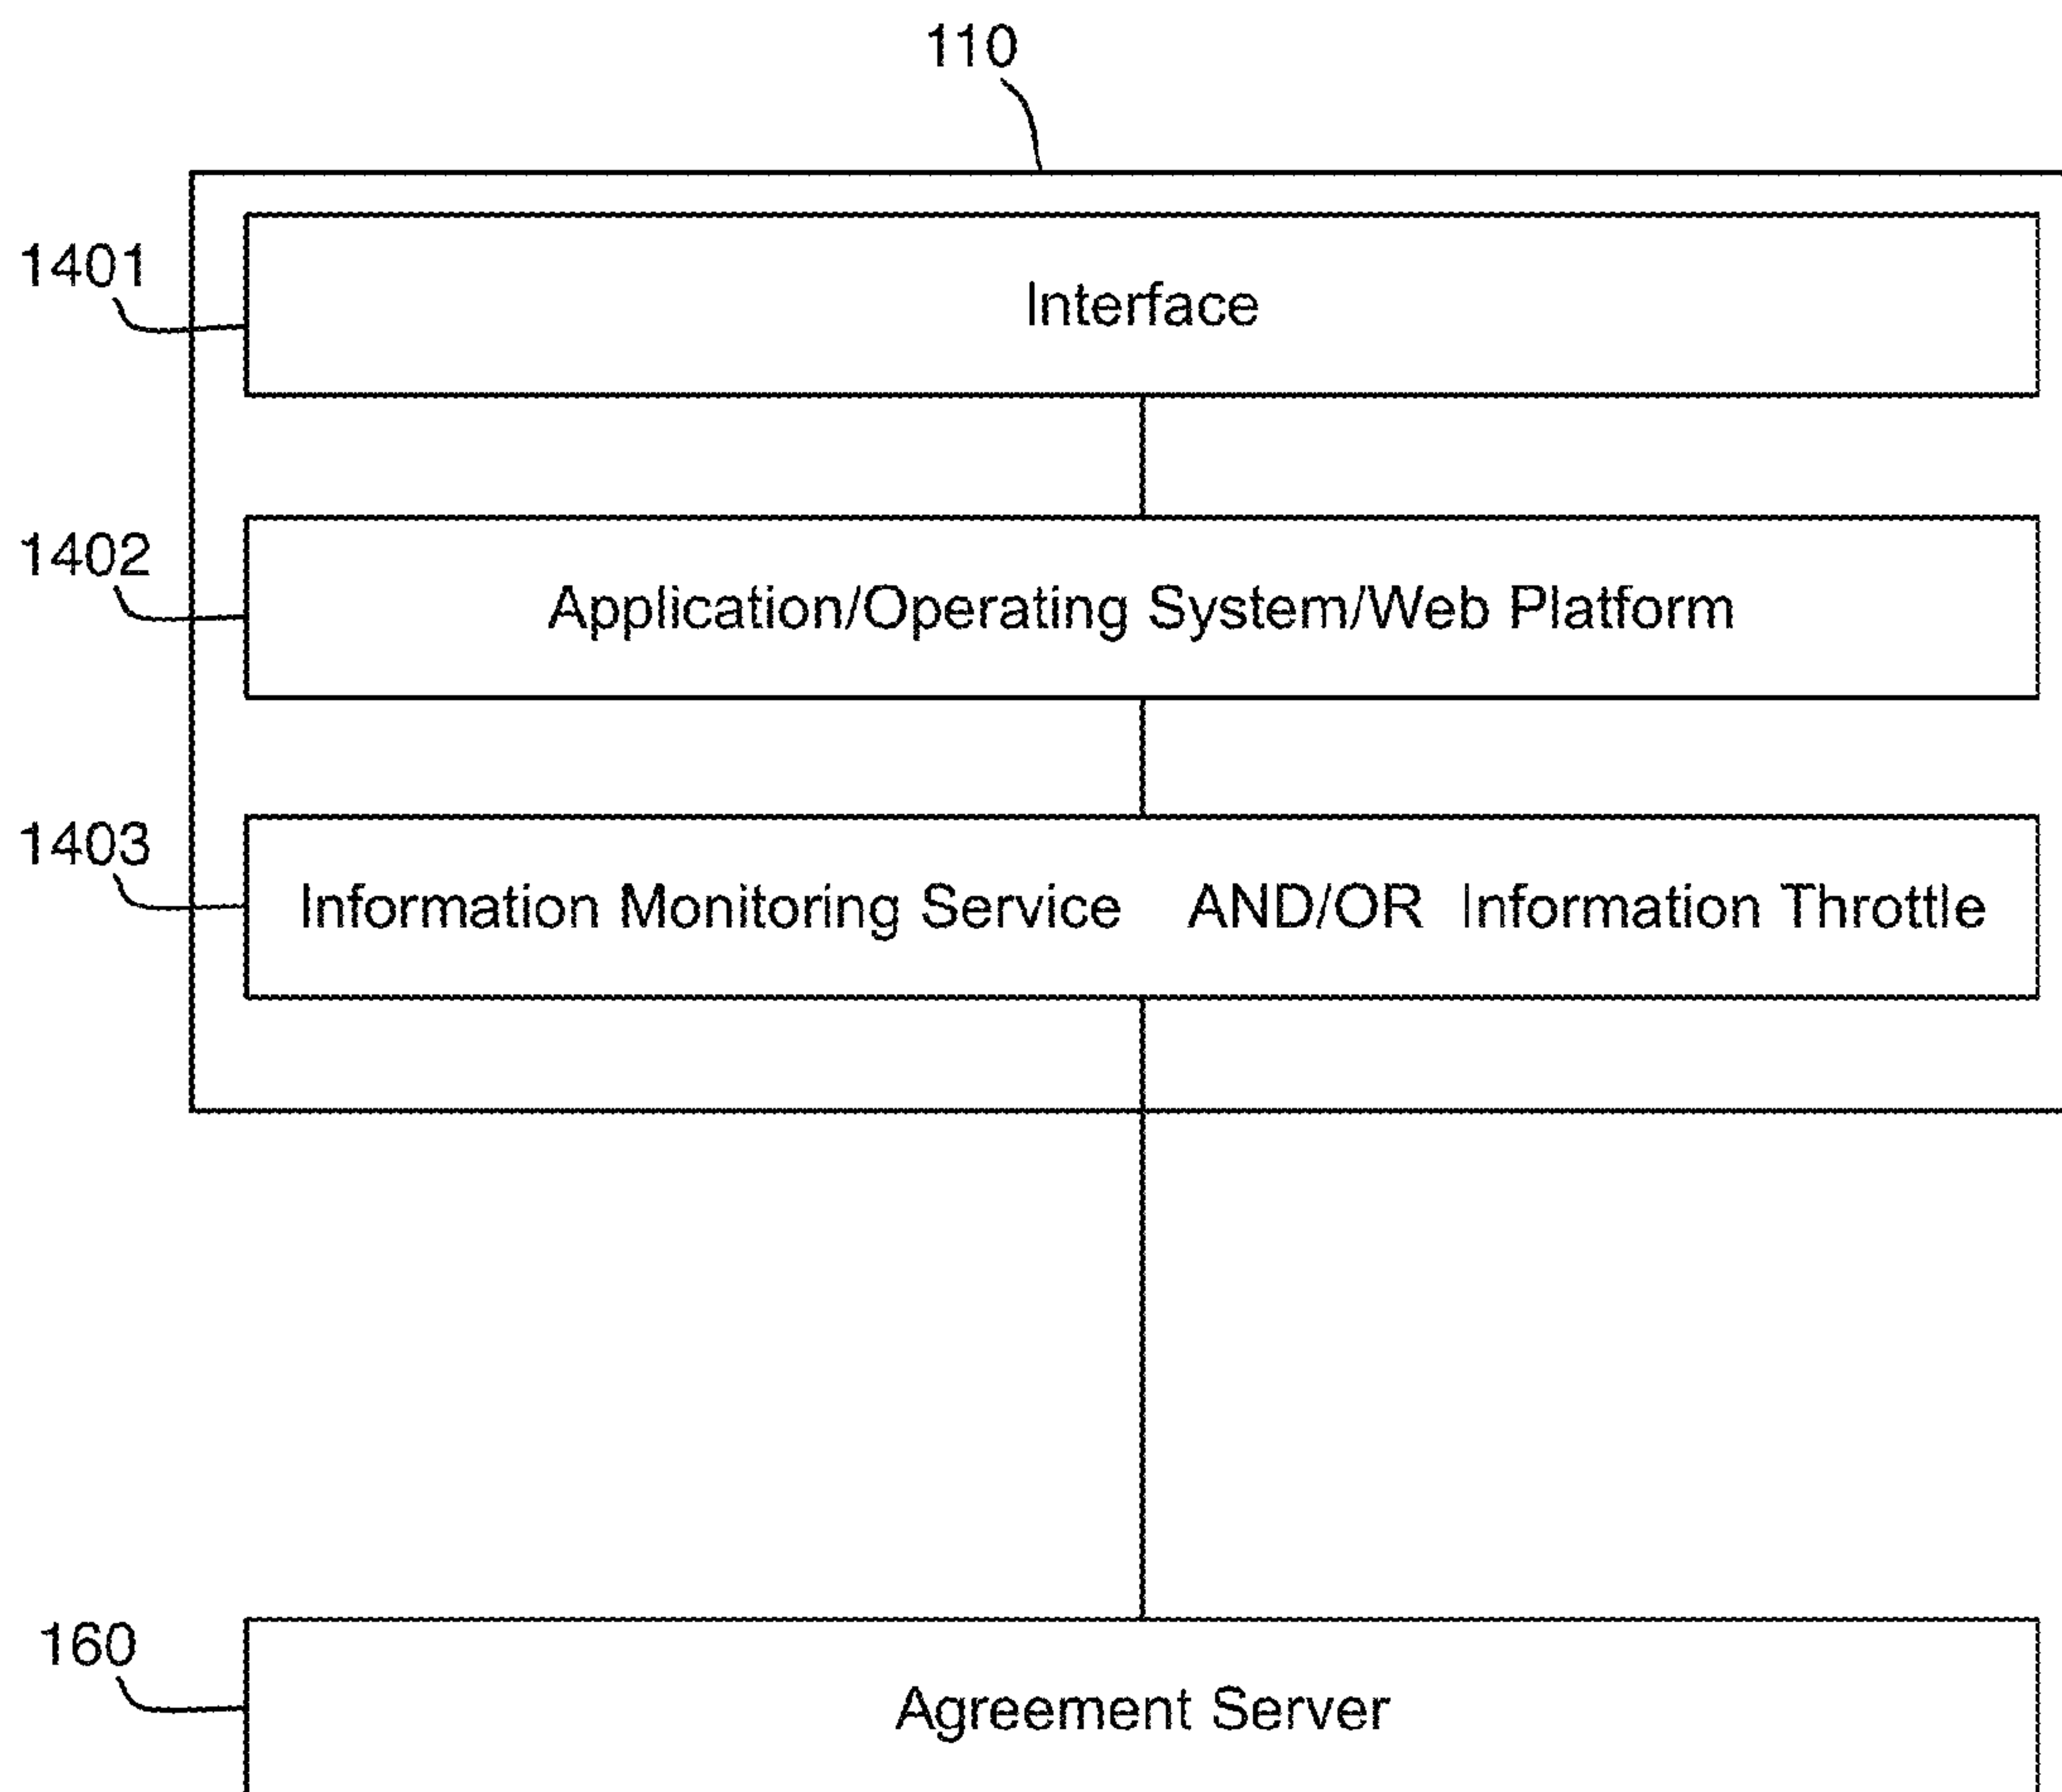 110
1401
Interface
1402
Application/Operating System/Web Platform
1403
Information Monitoring Service AND/OR Information Throttle
160
Agreement Server